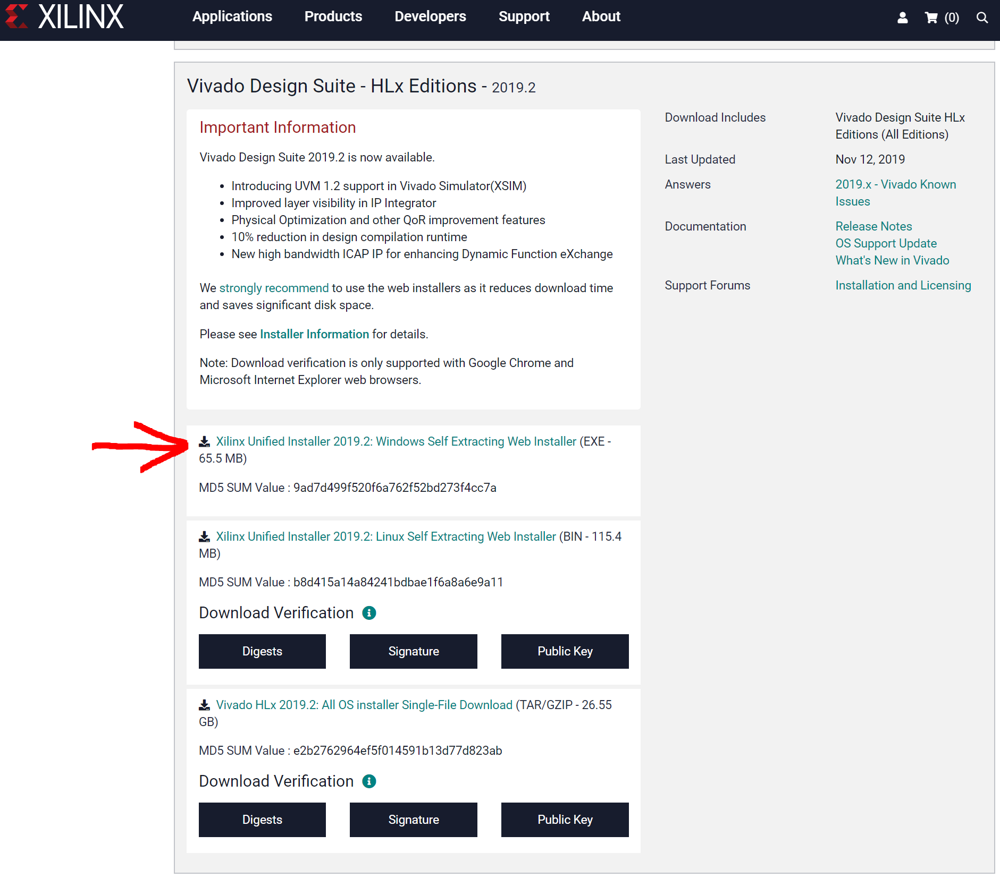 XILINX
Applications Products Developers Support About
(0)
Vivado Design Suite - HLx Editions - 2019.2
Important Information
Vivado Design Suite 2019.2 is now available.
• Introducing UVM 1.2 support in Vivado Simulator(XSIM)
• Improved layer visibility in IP Integrator
• Physical Optimization and other QoR improvement features
• 10% reduction in design compilation runtime
• New high bandwidth ICAP IP for enhancing Dynamic Function eXchange
We strongly recommend to use the web installers as it reduces download time
and saves significant disk space.
Please see Installer Information for details.
Note: Download verification is only supported with Google Chrome and
Microsoft Internet Explorer web browsers.
Download Includes
Vivado Design Suite HLx
Editions (All Editions)
Last Updated
Nov 12, 2019
Answers
2019.x - Vivado Known
Issues
Documentation
Release Notes
OS Support Update
What's New in Vivado
Support Forums
Installation and Licensing
Xilinx Unified Installer 2019.2: Windows Self Extracting Web Installer (EXE -
65.5 MB)
MD5 SUM Value : 9ad7d499f520f6a762f52bd273f4cc7a
Xilinx Unified Installer 2019.2: Linux Self Extracting Web Installer (BIN - 115.4
MB)
MD5 SUM Value : b8d415a14a84241bdbae1f6a8a6e9a11
Download Verification
Digests Signature Public Key
Vivado HLx 2019.2: All OS installer Single-File Download (TAR/GZIP - 26.55
GB)
MD5 SUM Value : e2b2762964ef5f014591b13d77d823ab
Download Verification
Digests Signature Public Key